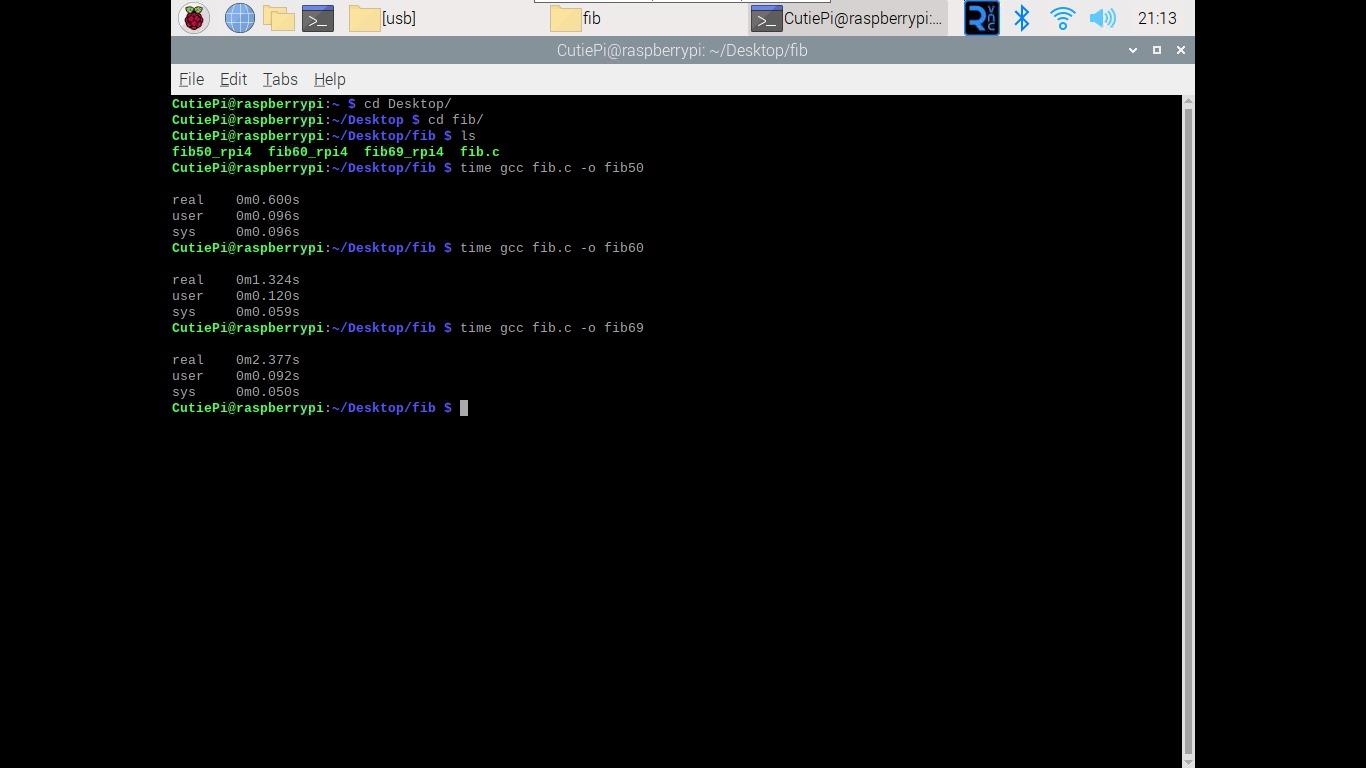 [usb] fib CutiePi@raspberrypi:... VNC 21:13
CutiePi@raspberrypi: ~/Desktop/fib
File Edit Tabs Help
CutiePi@raspberrypi:~ $ cd Desktop/
CutiePi@raspberrypi:~/Desktop $ cd fib/
CutiePi@raspberrypi:~/Desktop/fib $ ls
fib50_rpi4  fib60_rpi4  fib69_rpi4  fib.c
CutiePi@raspberrypi:~/Desktop/fib $ time gcc fib.c -o fib50
real    0m0.600s
user    0m0.096s
sys     0m0.096s
CutiePi@raspberrypi:~/Desktop/fib $ time gcc fib.c -o fib60
real    0m1.324s
user    0m0.120s
sys     0m0.059s
CutiePi@raspberrypi:~/Desktop/fib $ time gcc fib.c -o fib69
real    0m2.377s
user    0m0.092s
sys     0m0.050s
CutiePi@raspberrypi:~/Desktop/fib $